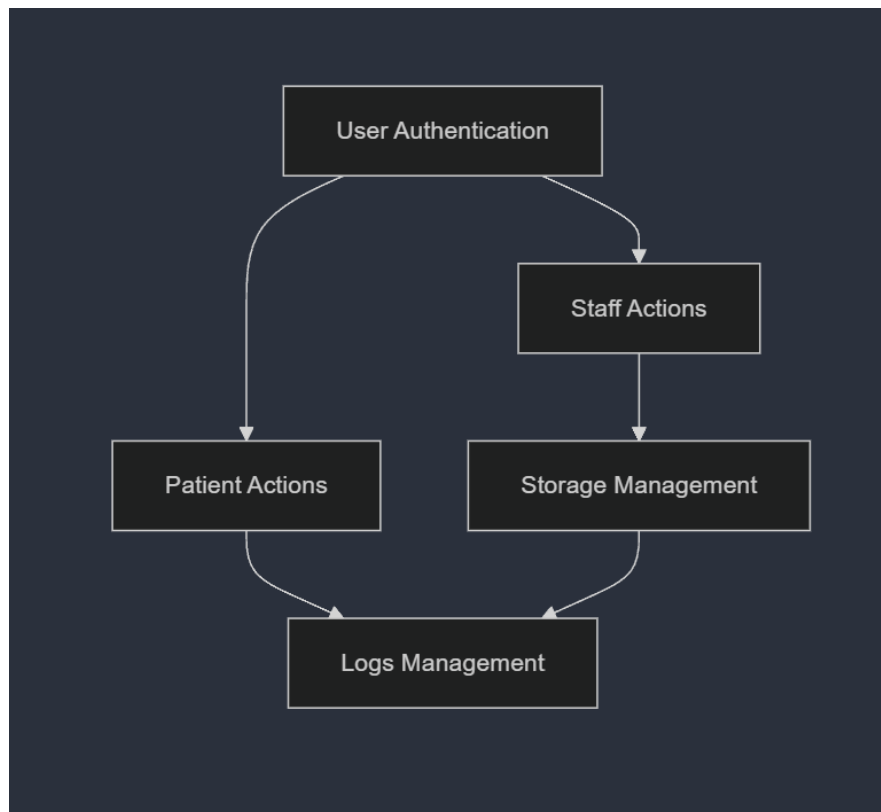 User Authentication
Staff Actions
Patient Actions
Storage Management
Logs Management